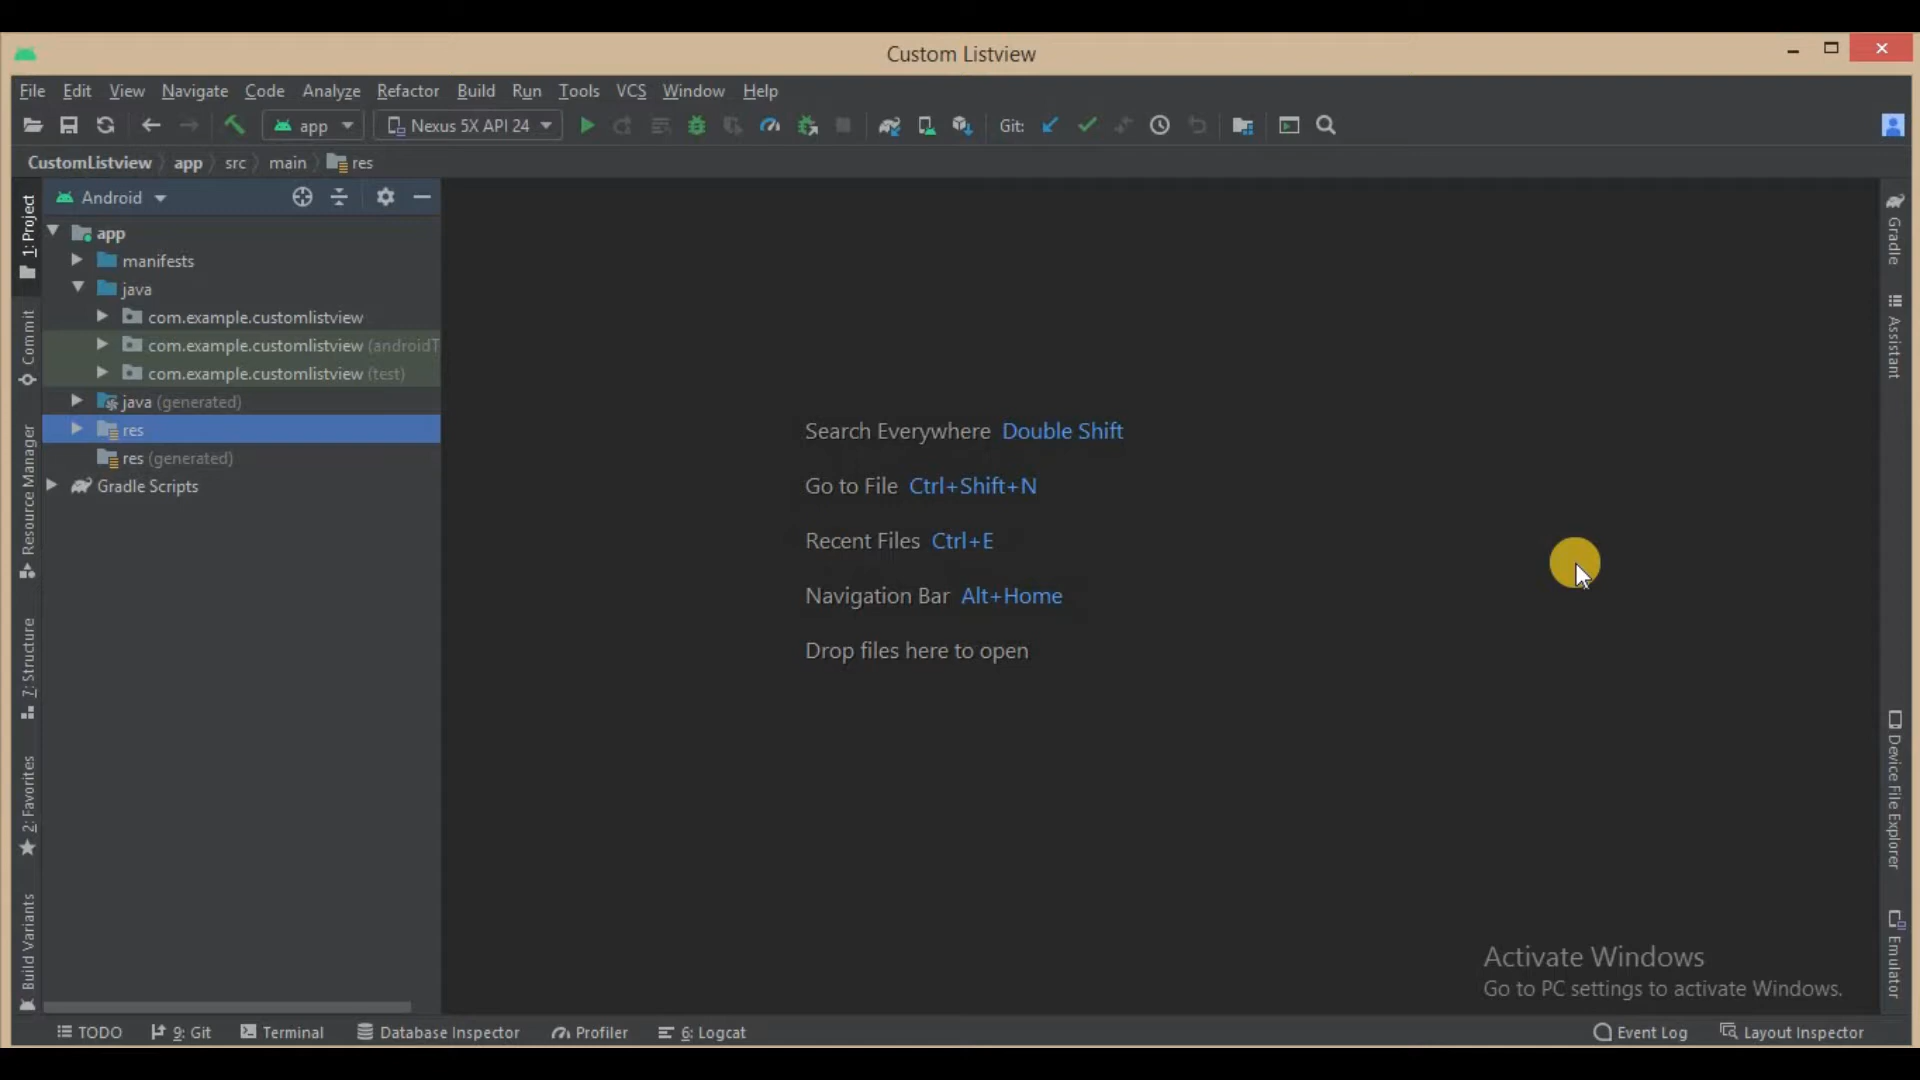 Custom Listview
File Edit View Navigate Code Analyze Refactor Build Run Tools VCS Window Help
app Nexus 5X API 24 Git:
CustomListview app src main res
Android
1: Project
Commit
Resource Manager
7: Structure
2: Favorites
Build Variants
app
manifests
java
com.example.customlistview
com.example.customlistview (androidT
com.example.customlistview (test)
java (generated)
res
res (generated)
Gradle Scripts
Search Everywhere Double Shift
Go to File Ctrl+Shift+N
Recent Files Ctrl+E
Navigation Bar Alt+Home
Drop files here to open
Gradle
Assistant
Device File Explorer
Emulator
Activate Windows
Go to PC settings to activate Windows.
TODO 9: Git Terminal Database Inspector Profiler 6: Logcat Event Log Layout Inspector